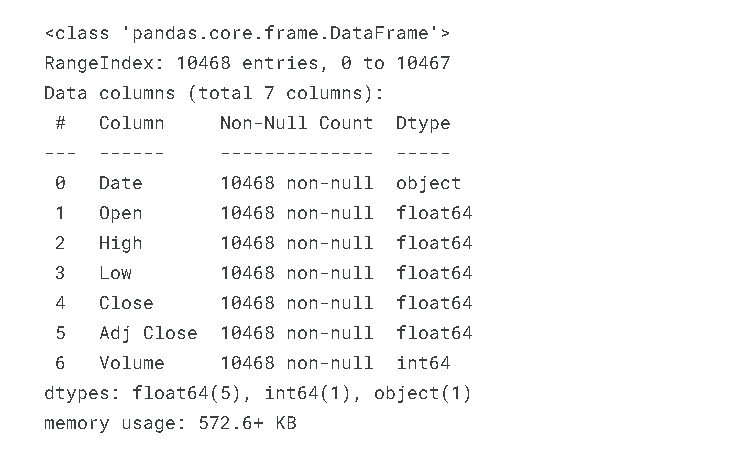 <class 'pandas.core.frame.DataFrame'>
RangeIndex: 10468 entries, 0 to 10467
Data columns (total 7 columns):
 #   Column     Non-Null Count  Dtype
---  ------     --------------  -----
 0   Date       10468 non-null  object
 1   Open       10468 non-null  float64
 2   High       10468 non-null  float64
 3   Low        10468 non-null  float64
 4   Close      10468 non-null  float64
 5   Adj Close  10468 non-null  float64
 6   Volume     10468 non-null  int64
dtypes: float64(5), int64(1), object(1)
memory usage: 572.6+ KB